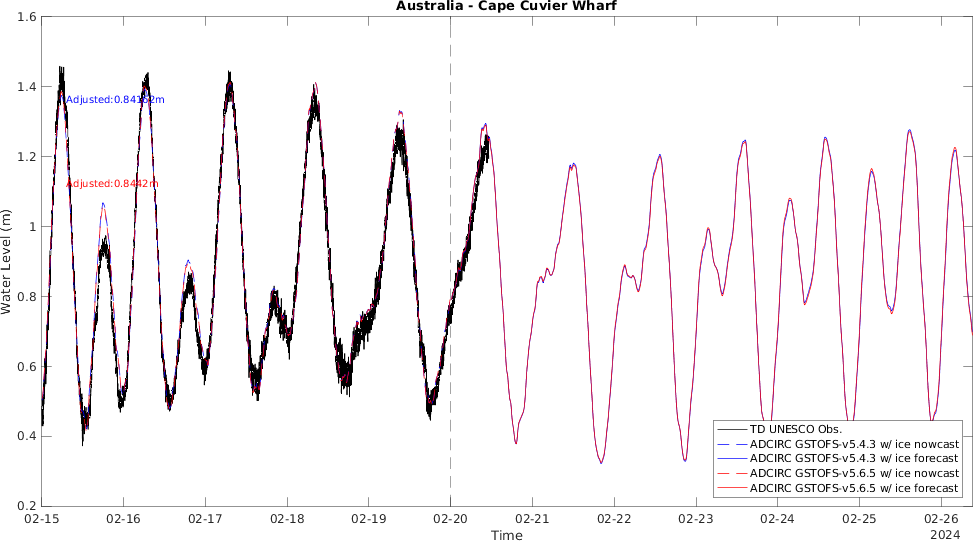 Australia - Cape Cuvier Wharf
1.6
1.4
1.2
1
0.8
0.6
0.4
0.2
Water Level (m)
Adjusted:0.84162m
Adjusted:0.8442m
TD UNESCO Obs.
ADCIRC GSTOFS-v5.4.3 w/ ice nowcast
ADCIRC GSTOFS-v5.4.3 w/ ice forecast
ADCIRC GSTOFS-v5.6.5 w/ ice nowcast
ADCIRC GSTOFS-v5.6.5 w/ ice forecast
02-15 02-16 02-17 02-18 02-19 02-20 02-21 02-22 02-23 02-24 02-25 02-26
2024
Time